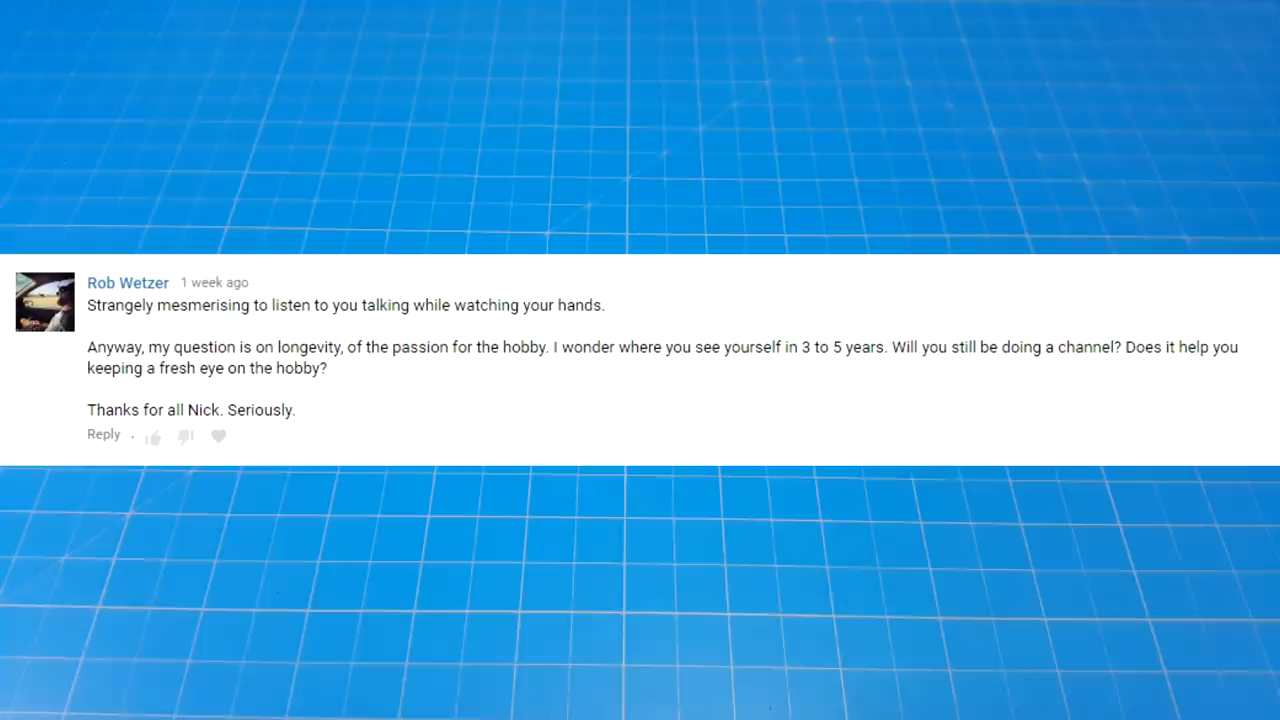 Rob Wetzer 1 week ago
Strangely mesmerising to listen to you talking while watching your hands.
Anyway, my question is on longevity, of the passion for the hobby. I wonder where you see yourself in 3 to 5 years. Will you still be doing a channel? Does it help you
keeping a fresh eye on the hobby?
Thanks for all Nick. Seriously.
Reply